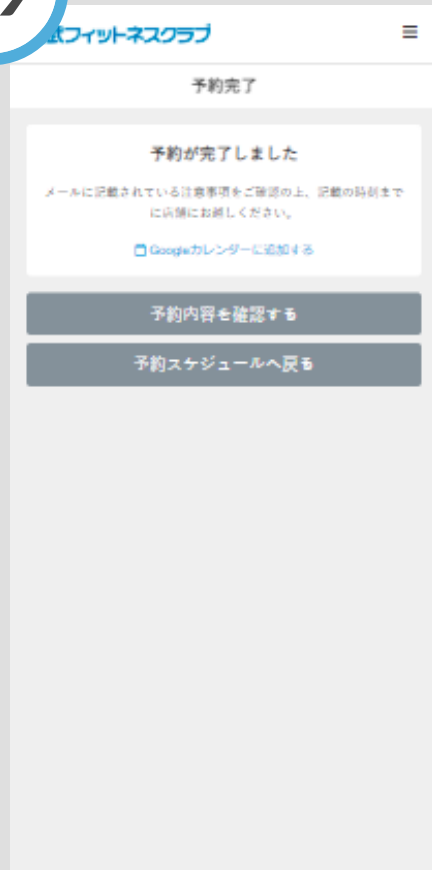 フィットネスクラブ
予約完了
予約が完了しました
メールに記載されている注意事項をご確認の上、記載の時刻まで
に店舗にお越しください。
Googleカレンダーに追加する
予約内容を確認する
予約スケジュールへ戻る